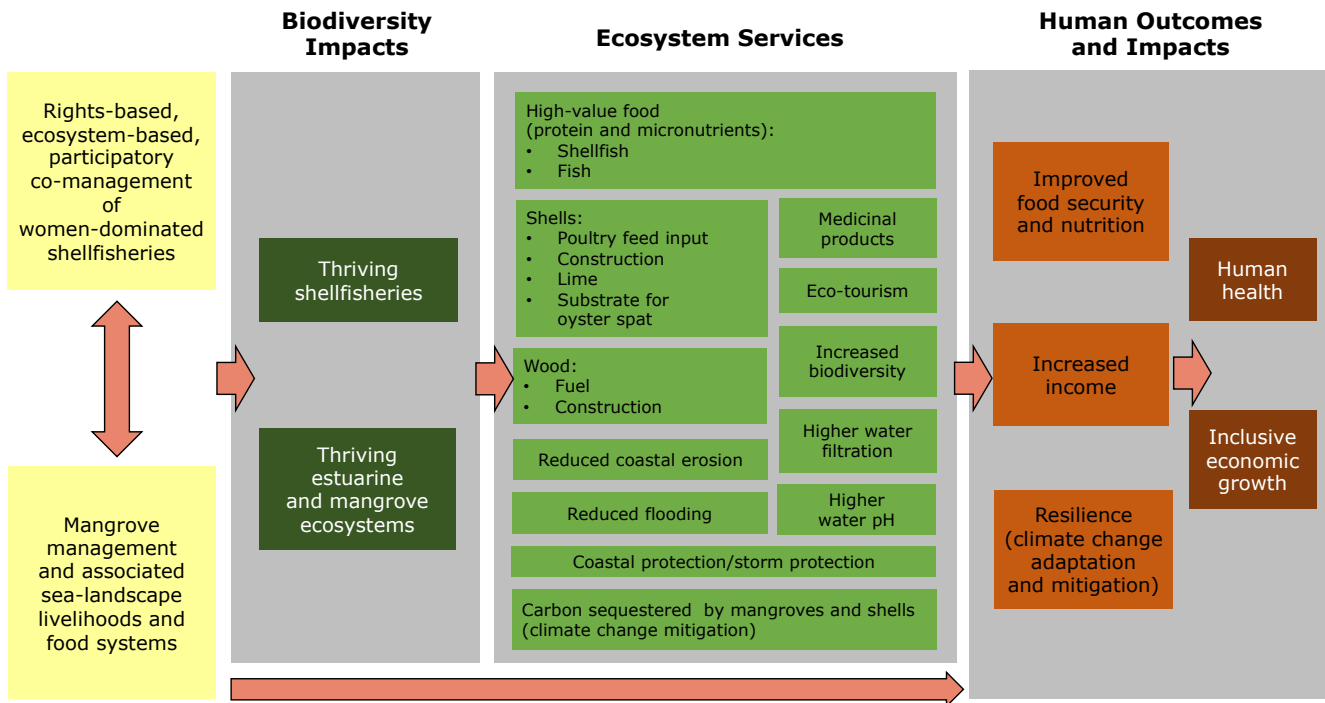 Biodiversity
Impacts
Ecosystem Services
Human Outcomes
and Impacts
Rights-based,
ecosystem-based,
participatory
co-management
of
women-dominated
shellfisheries
Mangrove
management
and associated
sea-landscape
livelihoods and
food systems
Thriving
shellfisheries
Thriving
estuarine
and mangrove
ecosystems
High-value food
(protein and micronutrients):
• Shellfish
• Fish
Shells:
• Poultry feed input
• Construction
• Lime
• Substrate for
oyster spat
Wood:
• Fuel
• Construction
Reduced coastal erosion
Reduced flooding
Medicinal
products
Eco-tourism
Increased
biodiversity
Higher water
filtration
Higher
water pH
Coastal protection/storm protection
Carbon sequestered by mangroves and shells
(climate change mitigation)
Improved
food security
and nutrition
Increased
income
Resilience
(climate change
adaptation
and mitigation)
Human
health
Inclusive
economic
growth